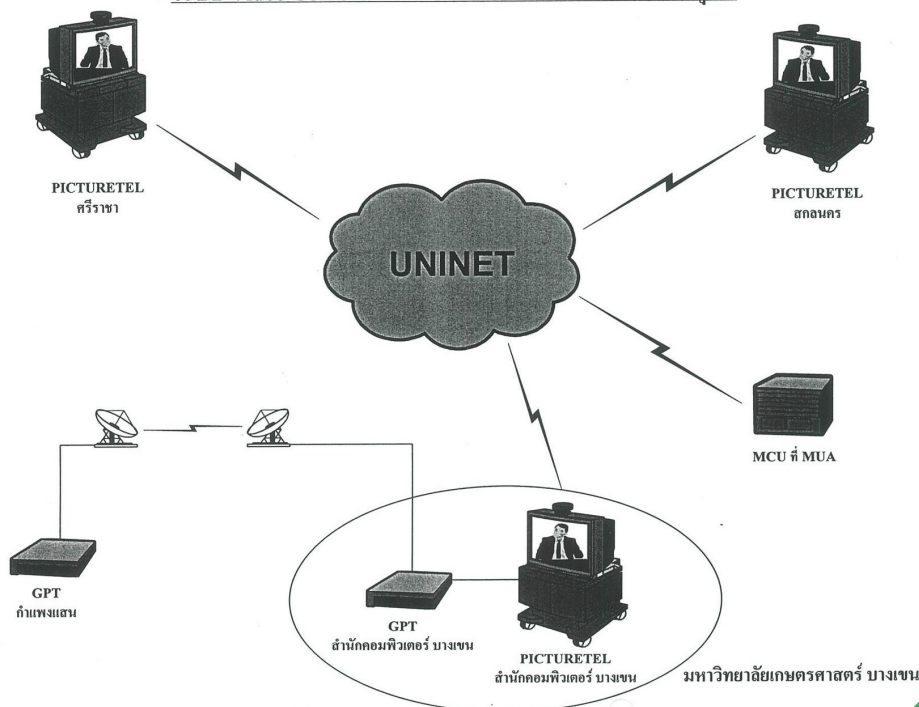 PICTURETEL
ศรีราชา
PICTURETEL
สกลนคร
UNINET
MCU ที่ MUA
GPT
กำแพงแสน
GPT
สำนักคอมพิวเตอร์ บางเขน
PICTURETEL
สำนักคอมพิวเตอร์ บางเขน
มหาวิทยาลัยเกษตรศาสตร์ บางเขน